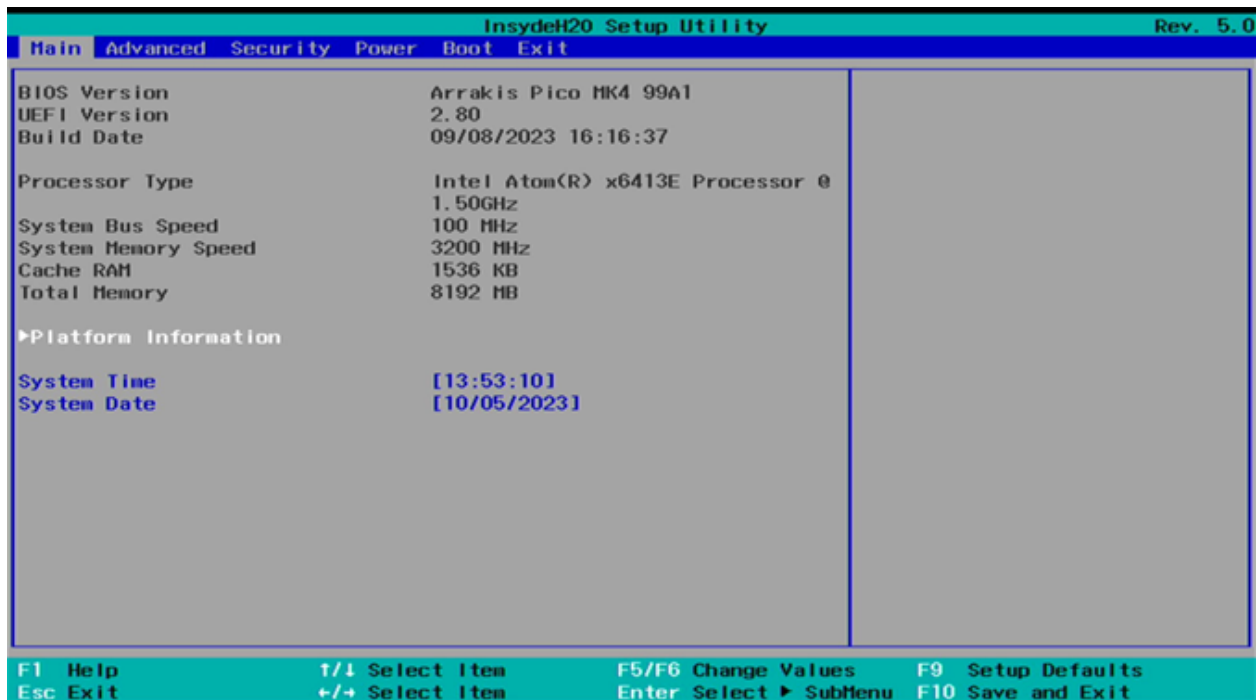 InsydeH20 Setup Utility Rev. 5.0
Main Advanced Security Power Boot Exit
BIOS Version Arrakis Pico MK4 99A1
UEFI Version 2.80
Build Date 09/08/2023 16:16:37
Processor Type Intel Atom(R) x6413E Processor @
1.50GHz
System Bus Speed 100 MHz
System Memory Speed 3200 MHz
Cache RAM 1536 KB
Total Memory 8192 MB
▶Platform Information
System Time [13:53:10]
System Date [10/05/2023]
F1 Help ↑/↓ Select Item F5/F6 Change Values F9 Setup Defaults
Esc Exit ←/→ Select Item Enter Select ▶ SubMenu F10 Save and Exit